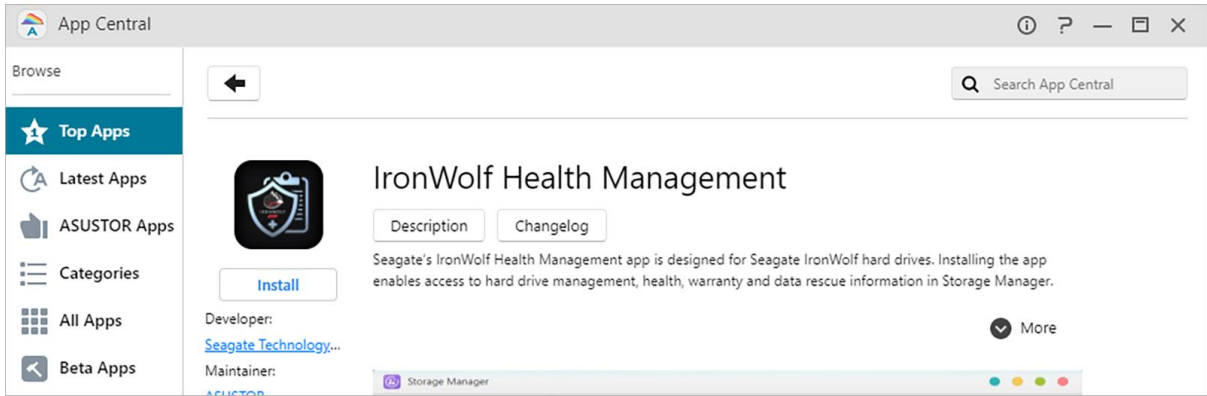 App Central
Browse
Search App Central
Top Apps
Latest Apps
ASUSTOR Apps
Categories
All Apps
Beta Apps
IronWolf Health Management
Description
Changelog
Seagate's IronWolf Health Management app is designed for Seagate IronWolf hard drives. Installing the app
enables access to hard drive management, health, warranty and data rescue information in Storage Manager.
Install
More
Developer:
Seagate Technology...
Maintainer:
ASUSTOR
Storage Manager